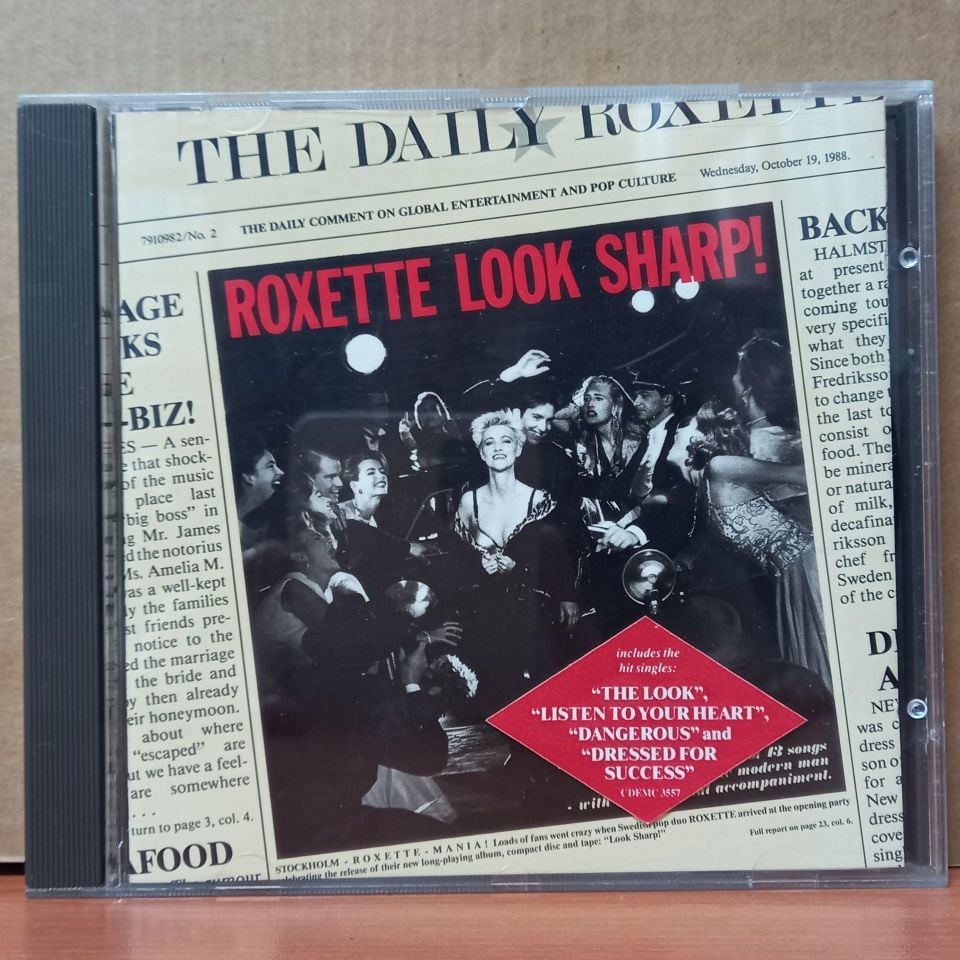 THE DAILY ROXETTE
Wednesday, October 19, 1988.
7910982/No. 2
THE DAILY COMMENT ON GLOBAL ENTERTAINMENT AND POP CULTURE
AGE
KS
E
-BIZ!
ES — A sen-
e that shock-
of the music
place last
"big boss" in
g Mr. James
d the notorius
Ms. Amelia M.
as a well-kept
y the families
st friends pre-
notice to the
ed the marriage
the bride and
by then already
eir honeymoon.
about where
"escaped" are
ut we have a feel-
are somewhere
. . . .
turn to page 3, col. 4.
AFOOD
ROXETTE LOOK SHARP!
includes the
hit singles:
"THE LOOK",
"LISTEN TO YOUR HEART",
"DANGEROUS" and
"DRESSED FOR
SUCCESS"
CDEMC 3557
13 songs
modern man
. with
accompaniment.
STOCKHOLM - ROXETTE - MANIA! Loads of fans went crazy when Swedish pop duo ROXETTE arrived at the opening party
celebrating the release of their new long-playing album, compact disc and tape: "Look Sharp!"
Full report on page 23, col. 6.
BACK
HALMST
at present
together a ra
coming tou
very specifi
what they
Since both
Fredriksso
to change t
the last to
consist o
food. The
be minera
or natura
of milk,
decafina
riksson
chef fr
Sweden
of the c
D
A
NEW
was c
dress
son o
for a
New
dress
cove
sing